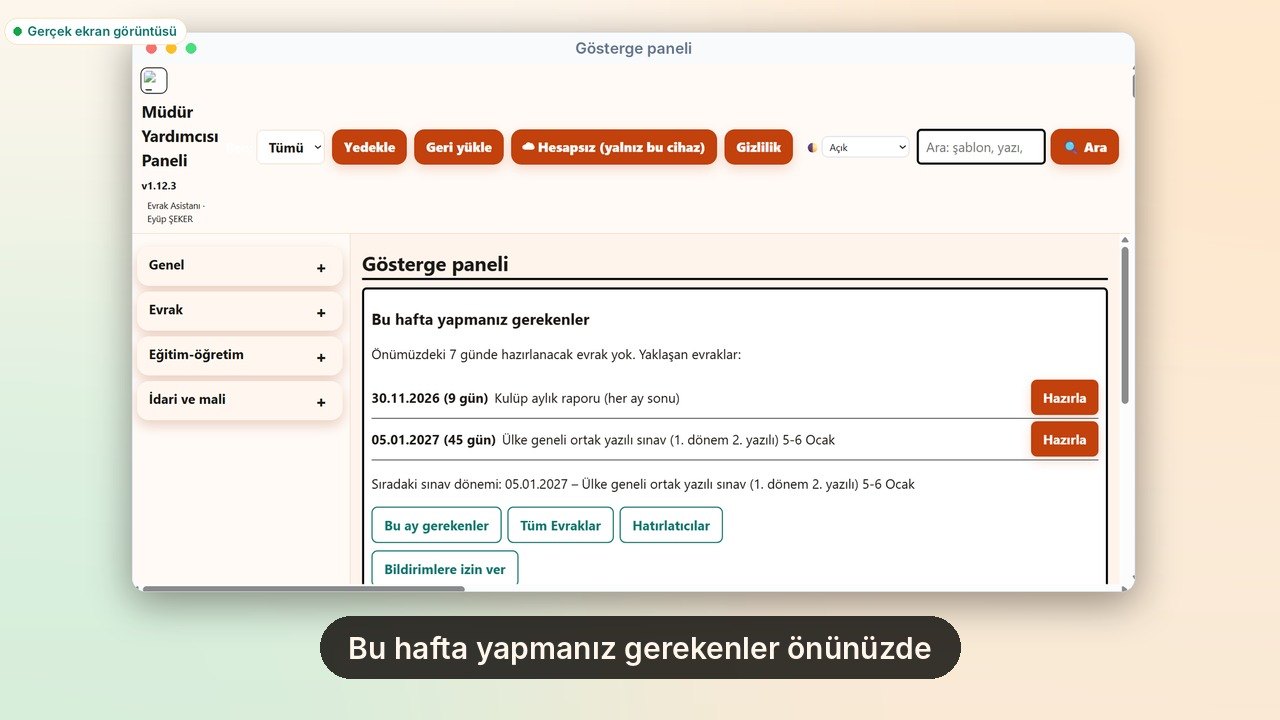 Gerçek ekran görüntüsü
Gösterge paneli
Müdür
Yardımcısı
Paneli
v1.12.3
Evrak Asistanı -
Eyüp ŞEKER
Tümü
Yedekle
Geri yükle
Hesapsız (yalnız bu cihaz)
Gizlilik
Açık
Ara: şablon, yazı,
Ara
Genel +
Evrak +
Eğitim-öğretim +
İdari ve mali +
Gösterge paneli
Bu hafta yapmanız gerekenler
Önümüzdeki 7 günde hazırlanacak evrak yok. Yaklaşan evraklar:
30.11.2026 (9 gün) Kulüp aylık raporu (her ay sonu) Hazırla
05.01.2027 (45 gün) Ülke geneli ortak yazılı sınav (1. dönem 2. yazılı) 5-6 Ocak Hazırla
Sıradaki sınav dönemi: 05.01.2027 – Ülke geneli ortak yazılı sınav (1. dönem 2. yazılı) 5-6 Ocak
Bu ay gerekenler Tüm Evraklar Hatırlatıcılar
Bildirimlere izin ver
Bu hafta yapmanız gerekenler önünüzde